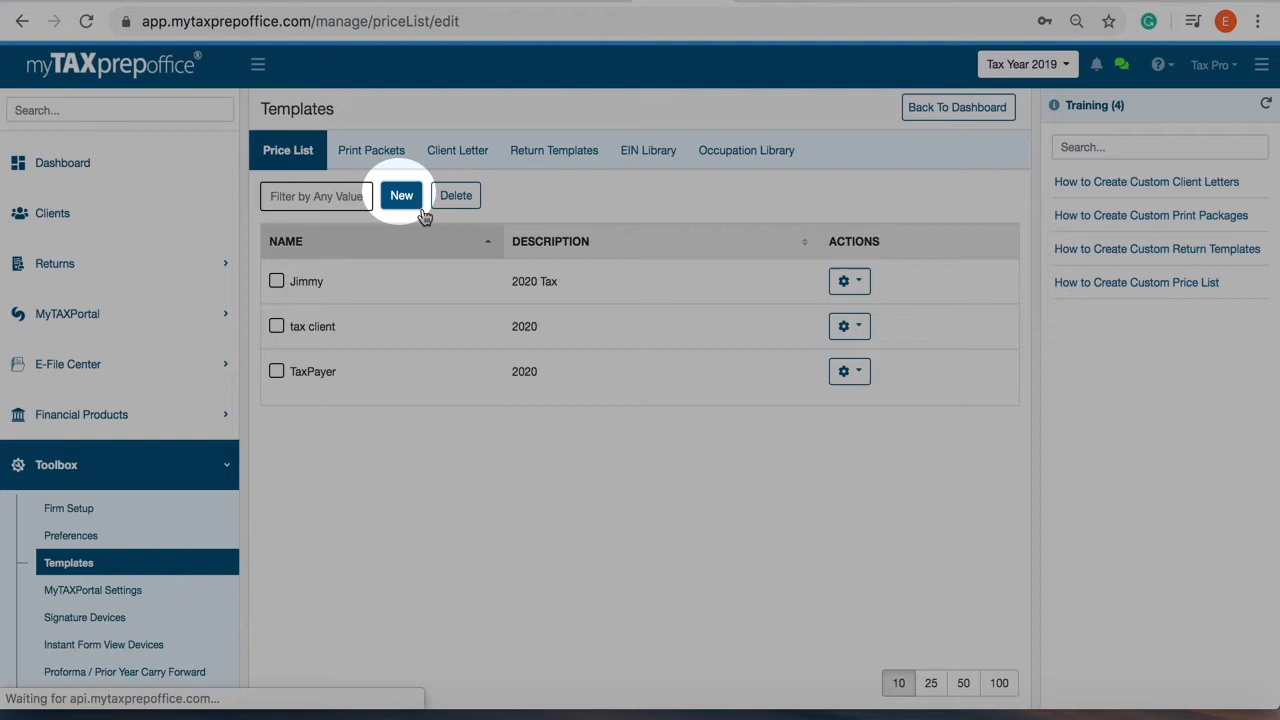 app.mytaxprepoffice.com/manage/priceList/edit
E
myTAXprepoffice®
Tax Year 2019
Tax Pro
Search...
Dashboard
Clients
Returns
MyTAXPortal
E-File Center
Financial Products
Toolbox
Firm Setup
Preferences
Templates
MyTAXPortal Settings
Signature Devices
Instant Form View Devices
Proforma / Prior Year Carry Forward
Waiting for api.mytaxprepoffice.com...
Templates
Back To Dashboard
Price List Print Packets Client Letter Return Templates EIN Library Occupation Library
Filter by Any Value New Delete
NAME DESCRIPTION ACTIONS
Jimmy 2020 Tax
tax client 2020
TaxPayer 2020
10 25 50 100
Training (4)
Search...
How to Create Custom Client Letters
How to Create Custom Print Packages
How to Create Custom Return Templates
How to Create Custom Price List